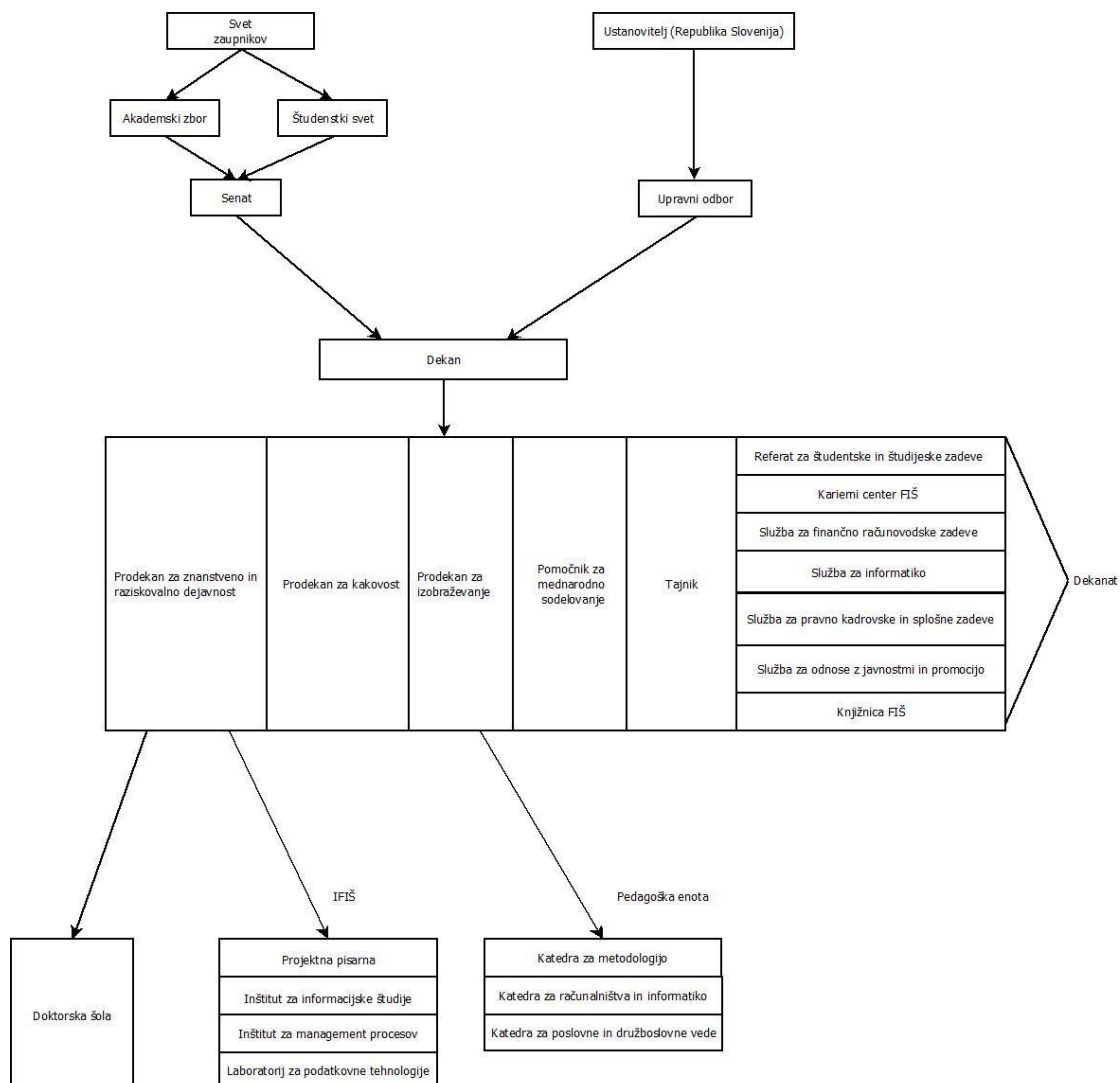 Svet
zaupnikov
Ustanovitelj (Republika Slovenija)
Akademski zbor
Študenstki svet
Senat
Upravni odbor
Dekan
Prodekan za znanstveno in
raziskovalno dejavnost
Prodekan za kakovost
Prodekan za
izobraževanje
Pomočnik za
mednarodno
sodelovanje
Tajnik
Referat za študentske in študijeske zadeve
Karierni center FIŠ
Služba za finančno računovodske zadeve
Služba za informatiko
Služba za pravno kadrovske in splošne zadeve
Služba za odnose z javnostmi in promocijo
Knjižnica FIŠ
Dekanat
IFIŠ
Pedagoška enota
Doktorska šola
Projektna pisarna
Inštitut za informacijske študije
Inštitut za management procesov
Laboratorij za podatkovne tehnologije
Katedra za metodologijo
Katedra za računalništva in informatiko
Katedra za poslovne in družboslovne vede